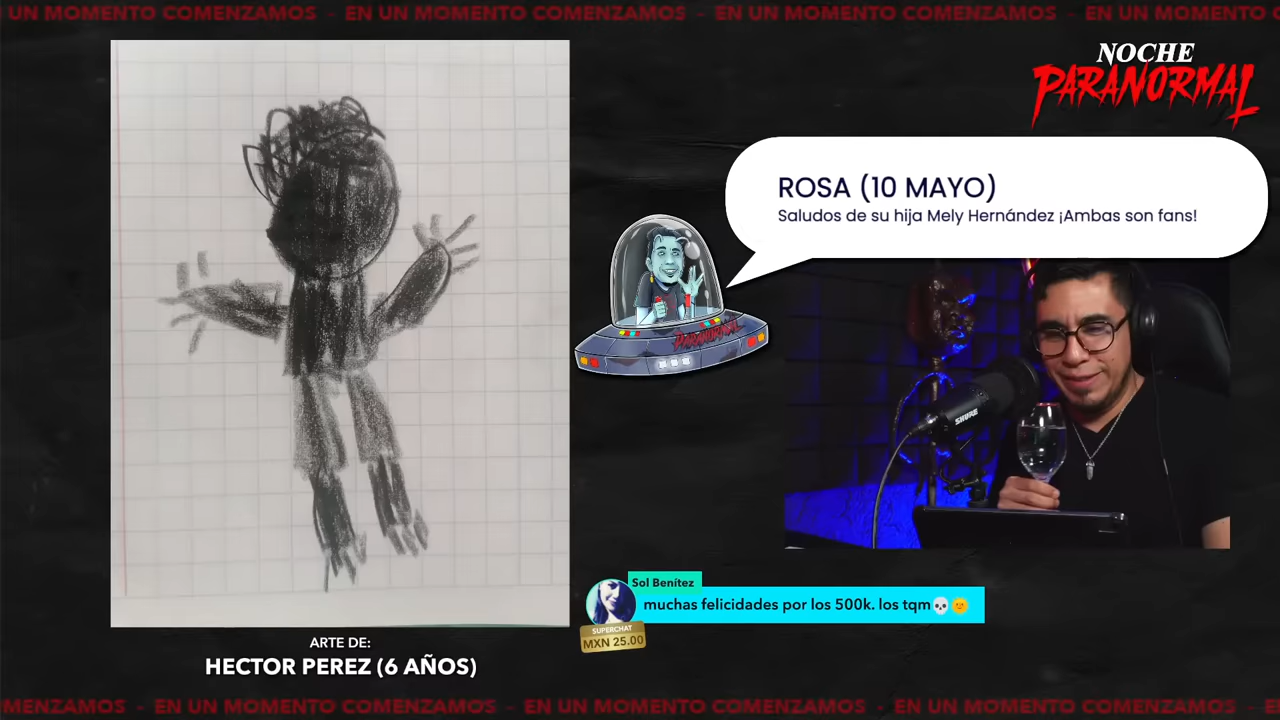 UN MOMENTO COMENZAMOS - EN UN MOMENTO COMENZAMOS - EN UN MOMENTO COMENZAMOS - EN UN MOMENTO C
NOCHE
PARANORMAL
ROSA (10 MAYO)
Saludos de su hija Mely Hernández ¡Ambas son fans!
PARANORMAL
SHURE
Sol Benítez
muchas felicidades por los 500k. los tqm💀🌞
SUPERCHAT
MXN 25.00
ARTE DE:
HECTOR PEREZ (6 AÑOS)
MENZAMOS - EN UN MOMENTO COMENZAMOS - EN UN MOMENTO COMENZAMOS - EN UN MOMENTO COMENZAMOS - E